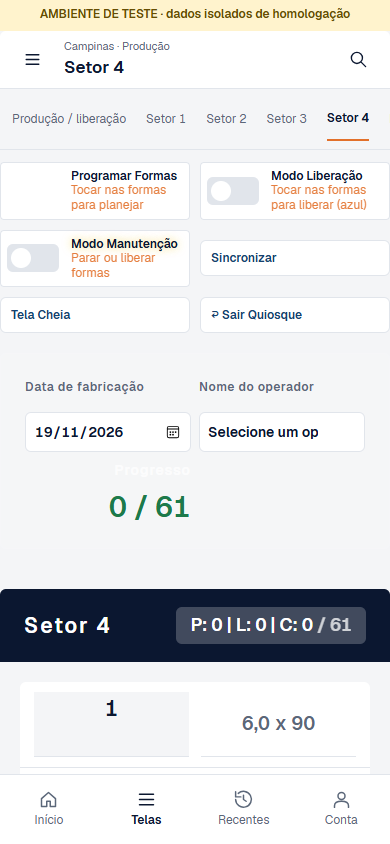 AMBIENTE DE TESTE · dados isolados de homologação
Campinas · Produção
Setor 4
Produção / liberação Setor 1 Setor 2 Setor 3 Setor 4
Programar Formas
Tocar nas formas
para planejar
Modo Liberação
Tocar nas formas
para liberar (azul)
Modo Manutenção
Parar ou liberar
formas
Sincronizar
Tela Cheia
Sair Quiosque
Data de fabricação
Nome do operador
19/11/2026
Selecione um op
Progresso
0 / 61
Setor 4
P: 0 | L: 0 | C: 0 / 61
1
6,0 x 90
Início Telas Recentes Conta